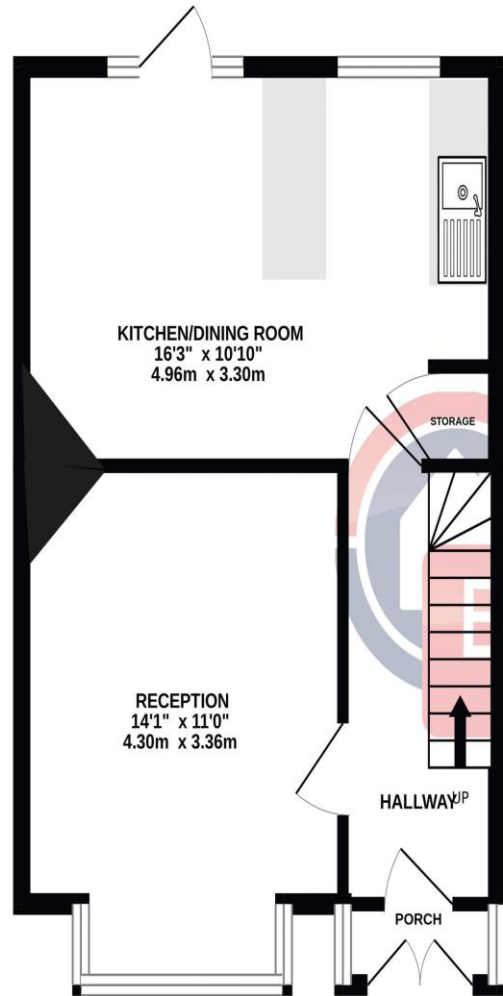 KITCHEN/DINING ROOM
16'3" x 10'10"
4.96m x 3.30m
STORAGE
RECEPTION
14'1" x 11'0"
4.30m x 3.36m
HALLWAY
UP
PORCH